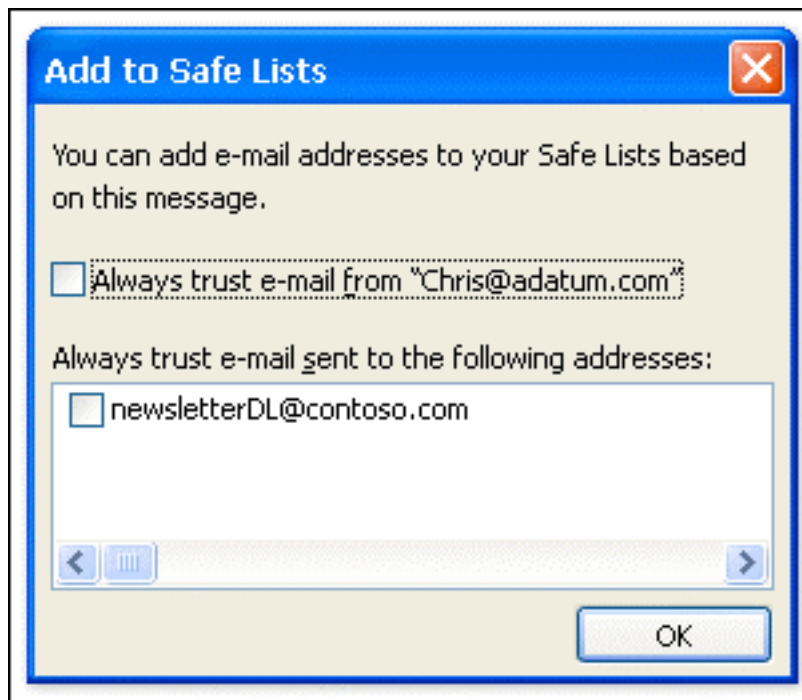 Add to Safe Lists
You can add e-mail addresses to your Safe Lists based
on this message.
Always trust e-mail from “Chris@adatum.com”
Always trust e-mail sent to the following addresses:
newsletterDL@contoso.com
OK